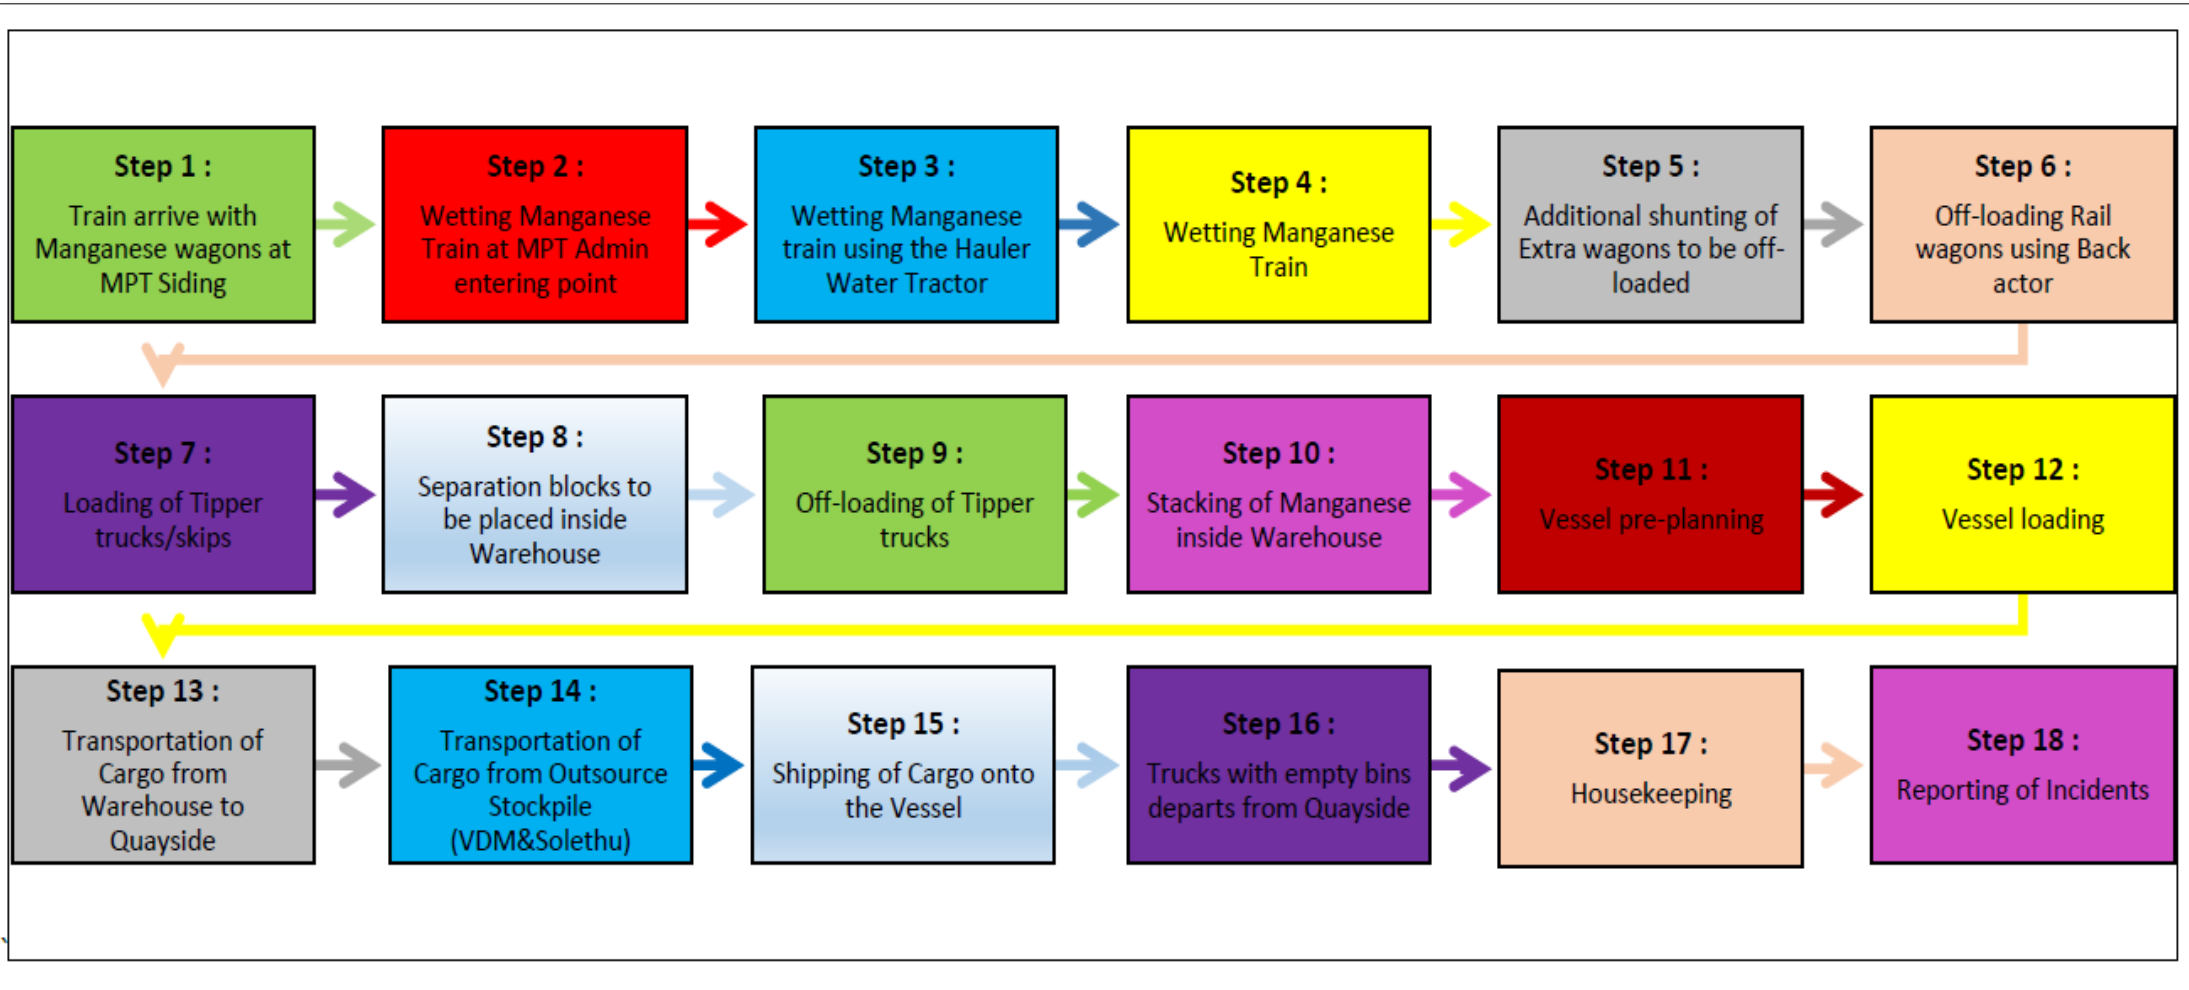 Step 1 :
Train arrive with
Manganese wagons at
MPT Siding
Step 2 :
Wetting Manganese
Train at MPT Admin
entering point
Step 3 :
Wetting Manganese
train using the Hauler
Water Tractor
Step 4 :
Wetting Manganese
Train
Step 5 :
Additional shunting of
Extra wagons to be off-
loaded
Step 6 :
Off-loading Rail
wagons using Back
actor
Step 7 :
Loading of Tipper
trucks/skips
Step 8 :
Separation blocks to
be placed inside
Warehouse
Step 9 :
Off-loading of Tipper
trucks
Step 10 :
Stacking of Manganese
inside Warehouse
Step 11 :
Vessel pre-planning
Step 12 :
Vessel loading
Step 13 :
Transportation of
Cargo from
Warehouse to
Quayside
Step 14 :
Transportation of
Cargo from Outsource
Stockpile
(VDM&Solethu)
Step 15 :
Shipping of Cargo onto
the Vessel
Step 16 :
Trucks with empty bins
departs from Quayside
Step 17 :
Housekeeping
Step 18 :
Reporting of Incidents